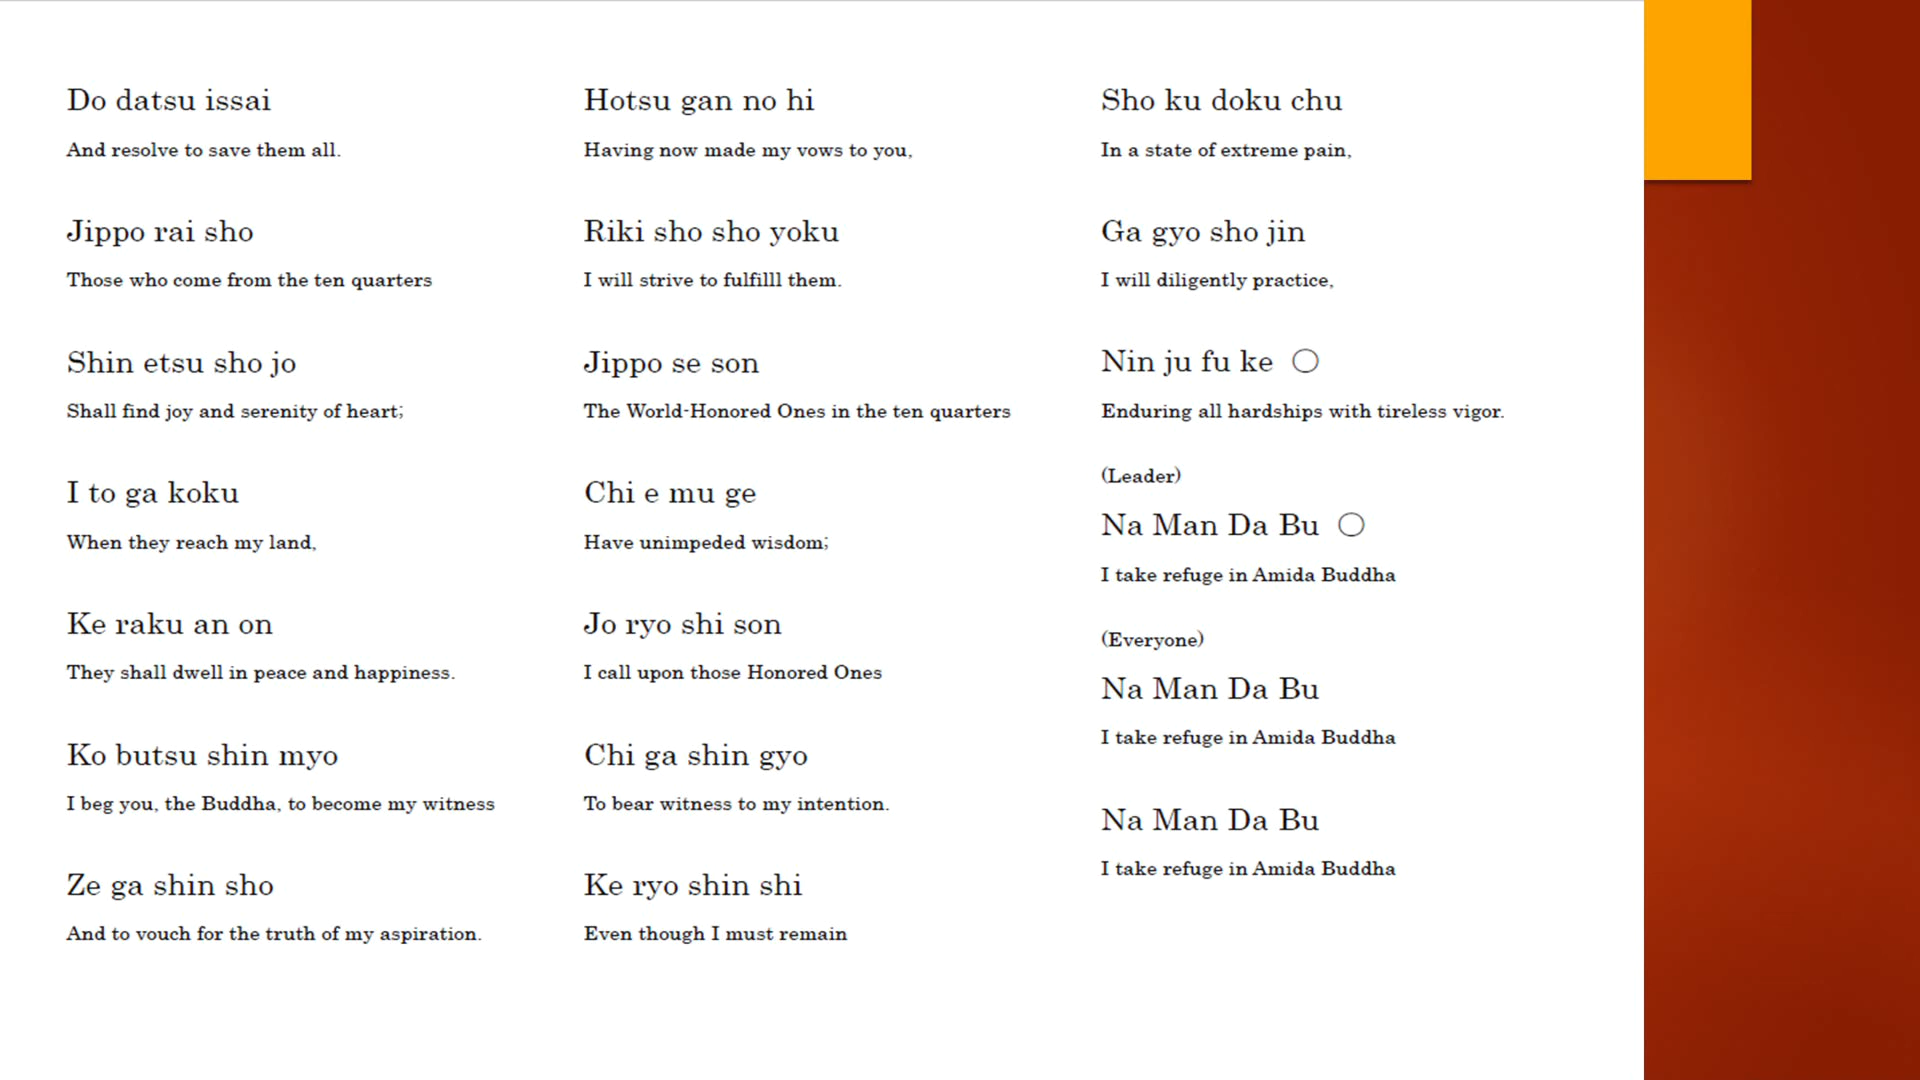 Do datsu issai
And resolve to save them all.
Jippo rai sho
Those who come from the ten quarters
Shin etsu sho jo
Shall find joy and serenity of heart;
I to ga koku
When they reach my land,
Ke raku an on
They shall dwell in peace and happiness.
Ko butsu shin myo
I beg you, the Buddha, to become my witness
Ze ga shin sho
And to vouch for the truth of my aspiration.
Hotsu gan no hi
Having now made my vows to you,
Riki sho sho yoku
I will strive to fulfilll them.
Jippo se son
The World-Honored Ones in the ten quarters
Chi e mu ge
Have unimpeded wisdom;
Jo ryo shi son
I call upon those Honored Ones
Chi ga shin gyo
To bear witness to my intention.
Ke ryo shin shi
Even though I must remain
Sho ku doku chu
In a state of extreme pain,
Ga gyo sho jin
I will diligently practice,
Nin ju fu ke ○
Enduring all hardships with tireless vigor.
(Leader)
Na Man Da Bu ○
I take refuge in Amida Buddha
(Everyone)
Na Man Da Bu
I take refuge in Amida Buddha
Na Man Da Bu
I take refuge in Amida Buddha